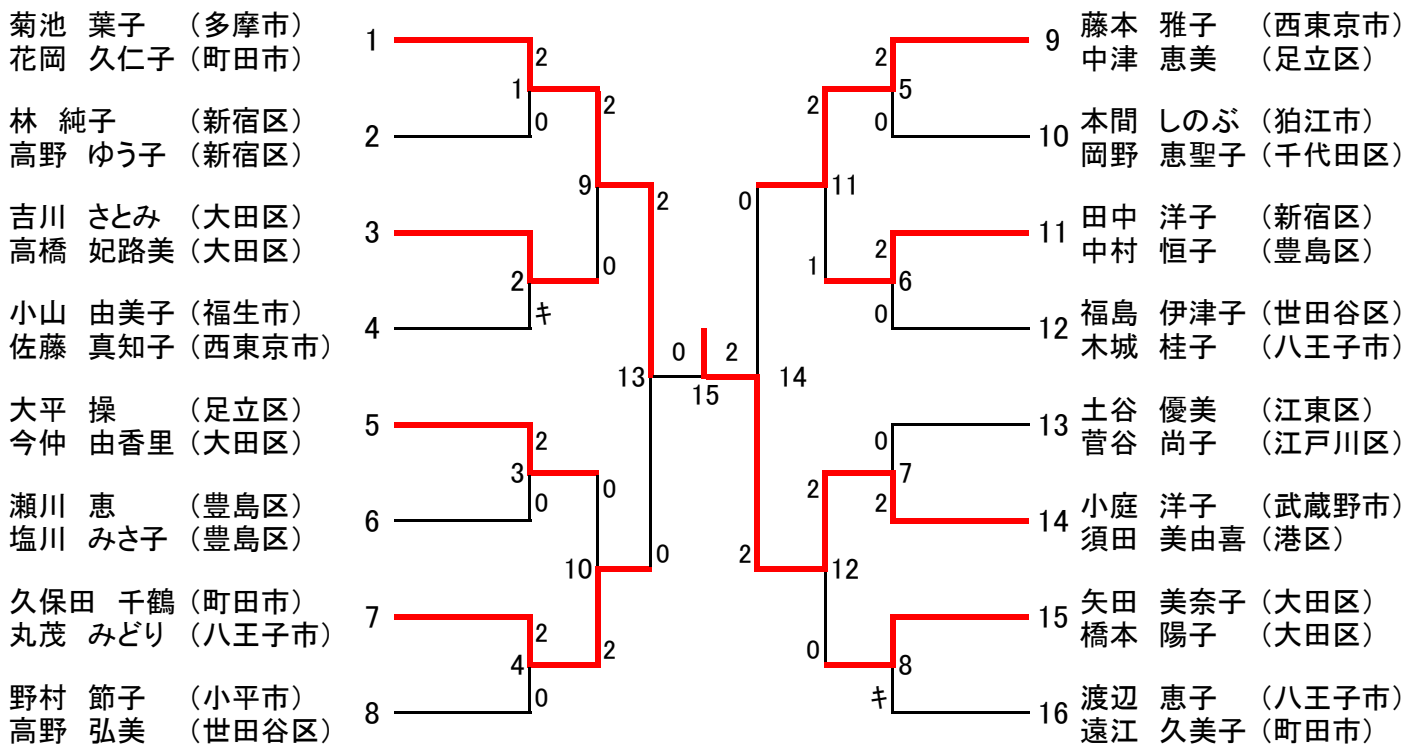 菊池 葉子 (多摩市)
1
花岡 久仁子 (町田市)
林 純子 (新宿区)
2
高野 ゆう子 (新宿区)
吉川 さとみ (大田区)
3
高橋 妃路美 (大田区)
小山 由美子 (福生市)
4
佐藤 真知子 (西東京市)
大平 操 (足立区)
5
今仲 由香里 (大田区)
瀬川 恵 (豊島区)
6
塩川 みさ子 (豊島区)
久保田 千鶴 (町田市)
7
丸茂 みどり (八王子市)
野村 節子 (小平市)
8
高野 弘美 (世田谷区)
2
1
0
2
9
0
2
キ
2
2
3
0
0
10
2
2
4
0
2
13
0
0
15
2
14
0
2
2
11
1
2
12
0
2
5
0
2
6
0
0
7
2
8
キ
藤本 雅子 (西東京市)
9
中津 恵美 (足立区)
本間 しのぶ (狛江市)
10
岡野 恵聖子 (千代田区)
田中 洋子 (新宿区)
11
中村 恒子 (豊島区)
福島 伊津子 (世田谷区)
12
木城 桂子 (八王子市)
土谷 優美 (江東区)
13
菅谷 尚子 (江戸川区)
小庭 洋子 (武蔵野市)
14
須田 美由喜 (港区)
矢田 美奈子 (大田区)
15
橋本 陽子 (大田区)
渡辺 恵子 (八王子市)
16
遠江 久美子 (町田市)